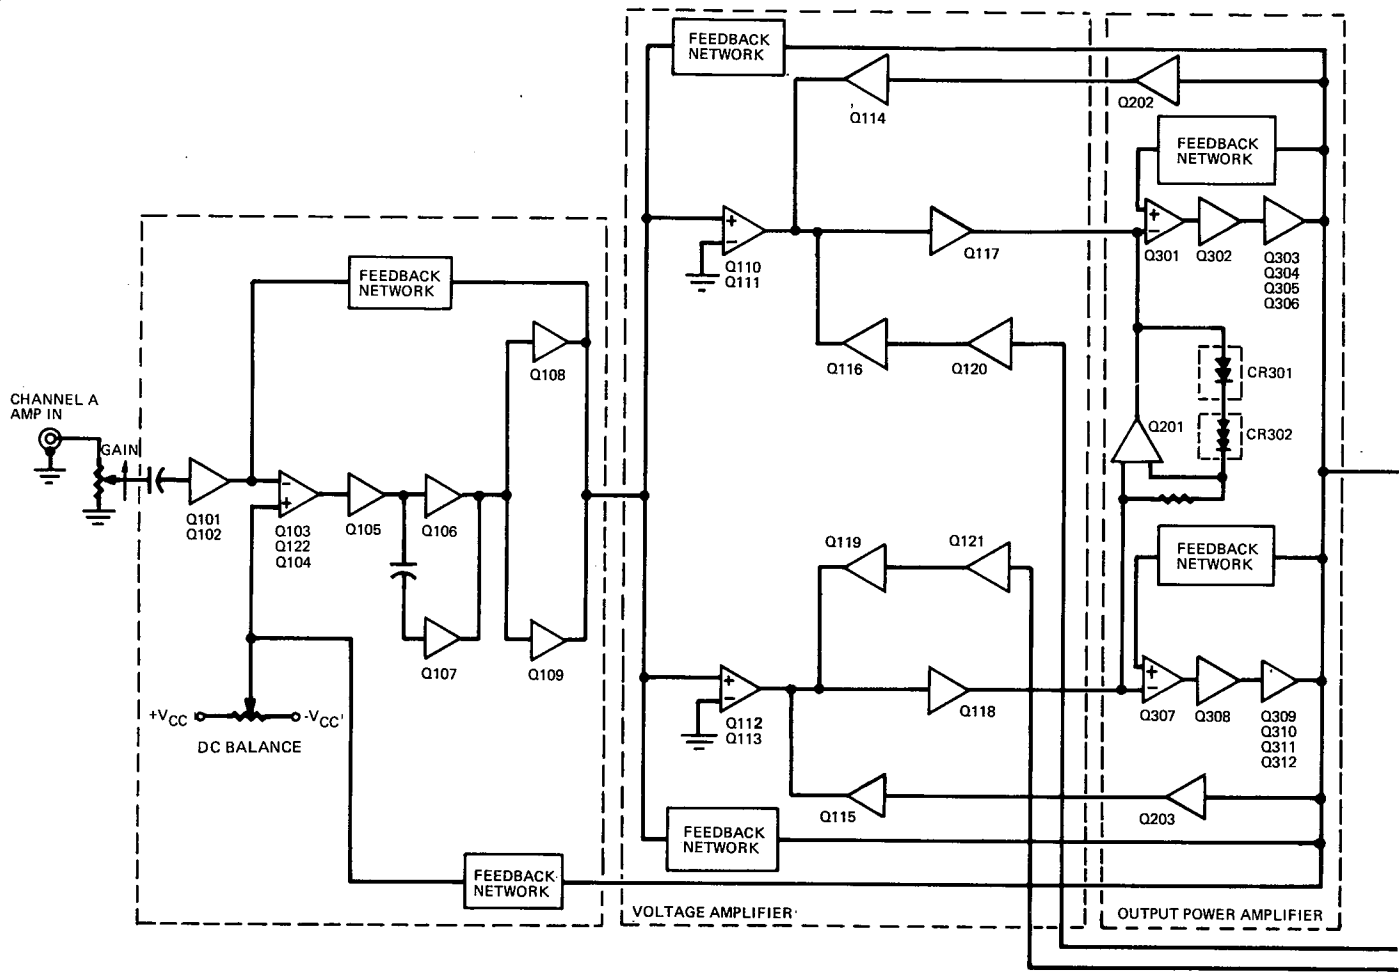 FEEDBACK
NETWORK
Q114
Q202
FEEDBACK
NETWORK
+
-
Q110
Q111
Q117
+
-
Q301
Q302
Q303
Q304
Q305
Q306
FEEDBACK
NETWORK
Q108
Q116
Q120
CR301
CR302
Q201
CHANNEL A
AMP IN
GAIN
Q101
Q102
-
+
Q103
Q122
Q104
Q105
Q106
Q107
Q109
Q119
Q121
FEEDBACK
NETWORK
+
-
Q112
Q113
Q118
+
-
Q307
Q308
Q309
Q310
Q311
Q312
+VCC
-VCC'
DC BALANCE
Q115
Q203
FEEDBACK
NETWORK
FEEDBACK
NETWORK
VOLTAGE AMPLIFIER
OUTPUT POWER AMPLIFIER